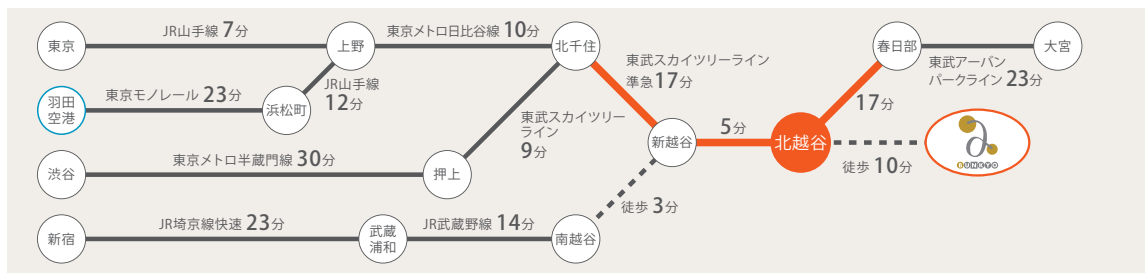 東京
JR山手線 7分
上野
東京メトロ日比谷線 10分
北千住
春日部
大宮
東武スカイツリーライン
準急17分
東武アーバン
パークライン 23分
羽田
空港
東京モノレール 23分
浜松町
JR山手線
12分
17分
東武スカイツリー
ライン
9分
新越谷
5分
北越谷
徒歩 10分
BUNKYO
渋谷
東京メトロ半蔵門線 30分
押上
徒歩 3分
新宿
JR埼京線快速 23分
武蔵
浦和
JR武蔵野線 14分
南越谷